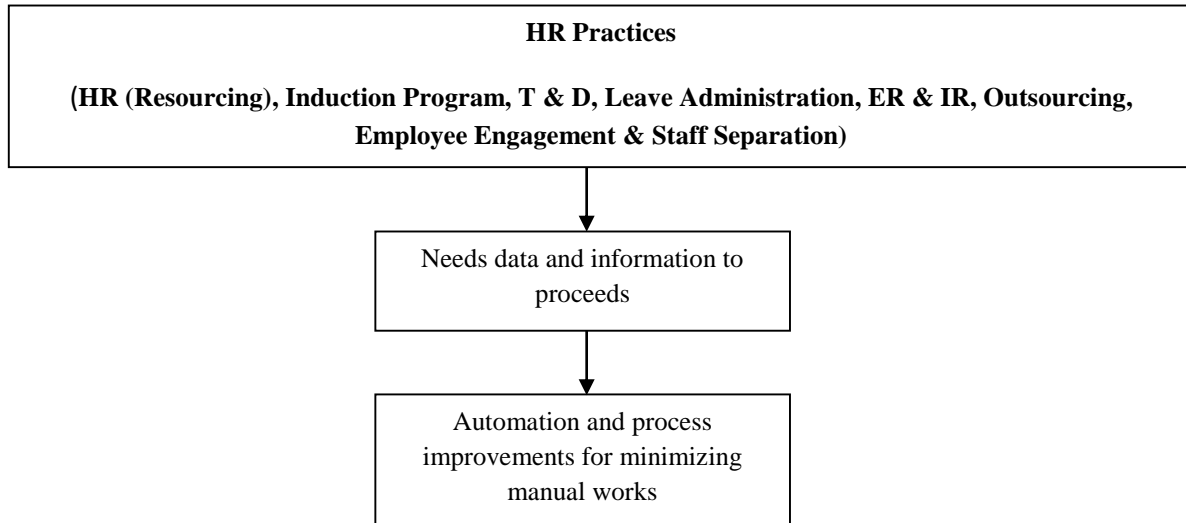 HR Practices
(HR (Resourcing), Induction Program, T & D, Leave Administration, ER & IR, Outsourcing,
Employee Engagement & Staff Separation)
Needs data and information to
proceeds
Automation and process
improvements for minimizing
manual works